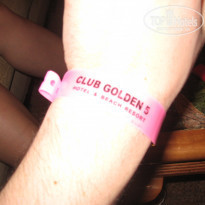 CLUB GOLDEN 5
HOTEL & BEACH RESORT